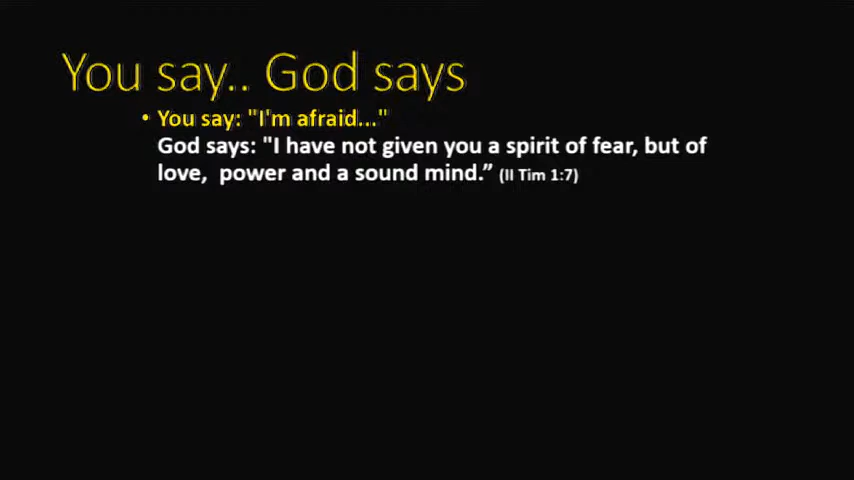 You say.. God says
• You say: "I'm afraid..."
God says: "I have not given you a spirit of fear, but of
love,  power and a sound mind.” (II Tim 1:7)